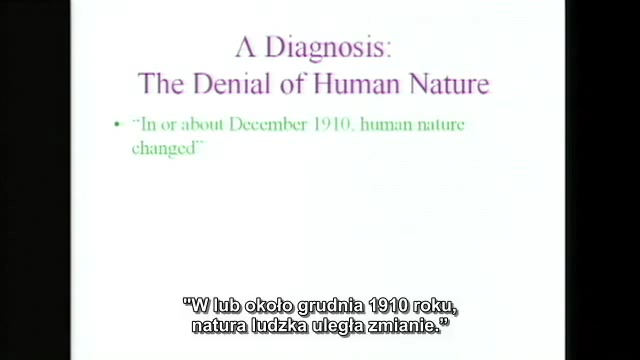 A Diagnosis:
The Denial of Human Nature
• "In or about December 1910, human nature
changed"
"W lub około grudnia 1910 roku,
natura ludzka uległa zmianie."